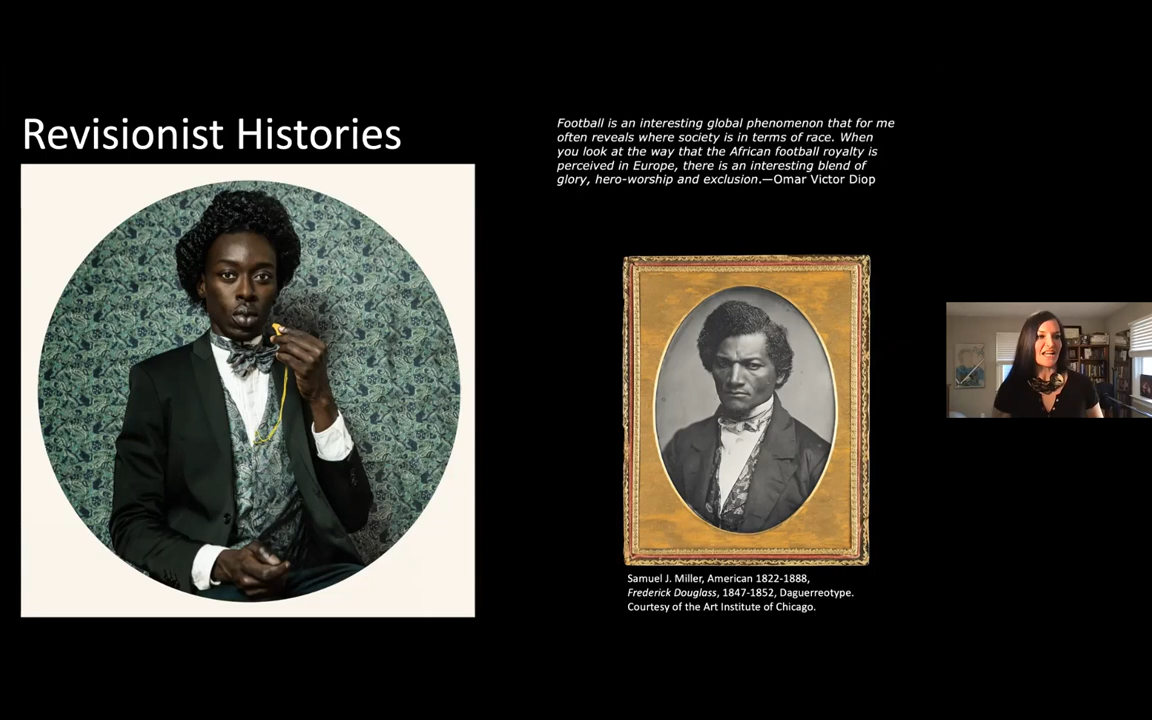 Revisionist Histories
Football is an interesting global phenomenon that for me
often reveals where society is in terms of race. When
you look at the way that the African football royalty is
perceived in Europe, there is an interesting blend of
glory, hero-worship and exclusion.—Omar Victor Diop
Samuel J. Miller, American 1822-1888,
Frederick Douglass, 1847-1852, Daguerreotype.
Courtesy of the Art Institute of Chicago.